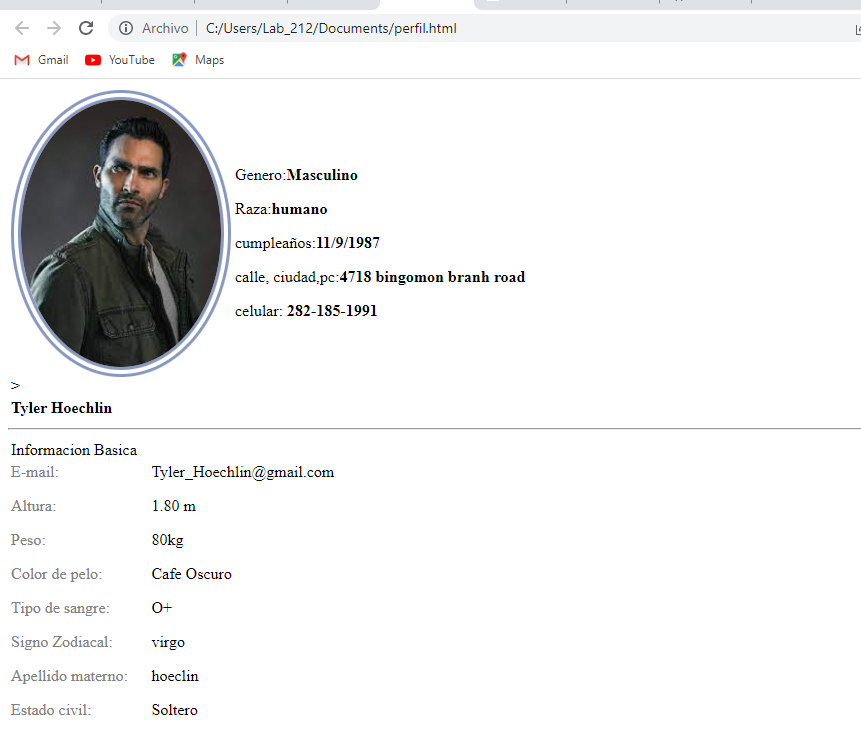 Archivo | C:/Users/Lab_212/Documents/perfil.html
Gmail YouTube Maps
Genero:Masculino
Raza:humano
cumpleaños:11/9/1987
calle, ciudad,pc:4718 bingomon branh road
celular: 282-185-1991
>
Tyler Hoechlin
Informacion Basica
E-mail: Tyler_Hoechlin@gmail.com
Altura: 1.80 m
Peso: 80kg
Color de pelo: Cafe Oscuro
Tipo de sangre: O+
Signo Zodiacal: virgo
Apellido materno: hoeclin
Estado civil: Soltero